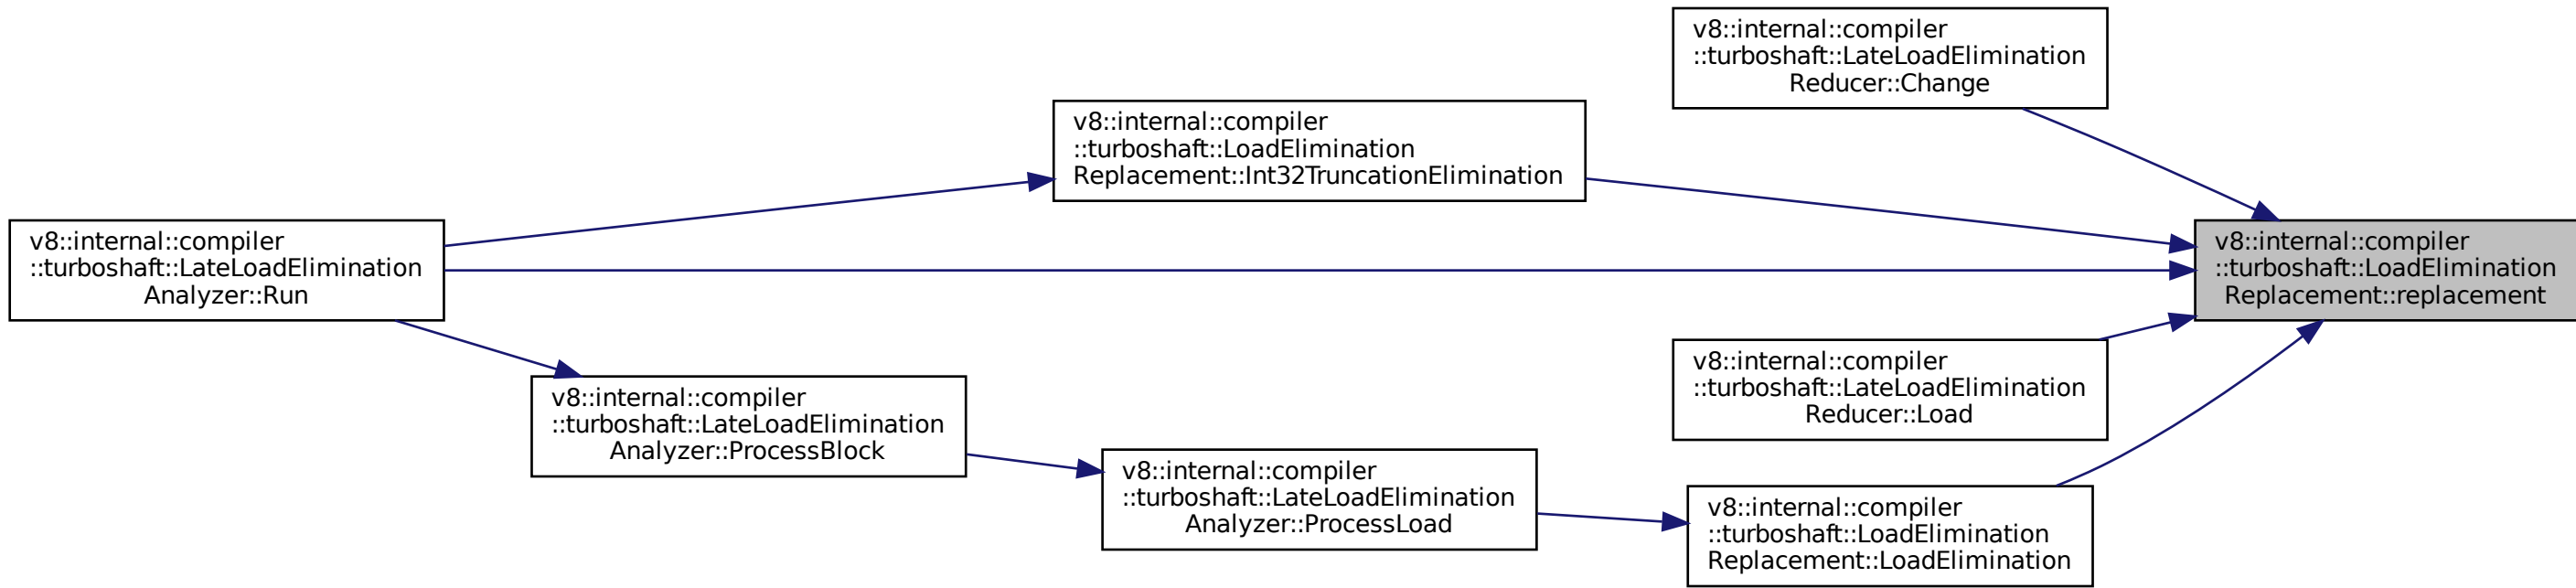 v8::internal::compiler
::turboshaft::LateLoadElimination
Reducer::Change
v8::internal::compiler
::turboshaft::LoadElimination
Replacement::Int32TruncationElimination
v8::internal::compiler
::turboshaft::LateLoadElimination
Analyzer::Run
v8::internal::compiler
::turboshaft::LoadElimination
Replacement::replacement
v8::internal::compiler
::turboshaft::LateLoadElimination
Reducer::Load
v8::internal::compiler
::turboshaft::LateLoadElimination
Analyzer::ProcessBlock
v8::internal::compiler
::turboshaft::LateLoadElimination
Analyzer::ProcessLoad
v8::internal::compiler
::turboshaft::LoadElimination
Replacement::LoadElimination